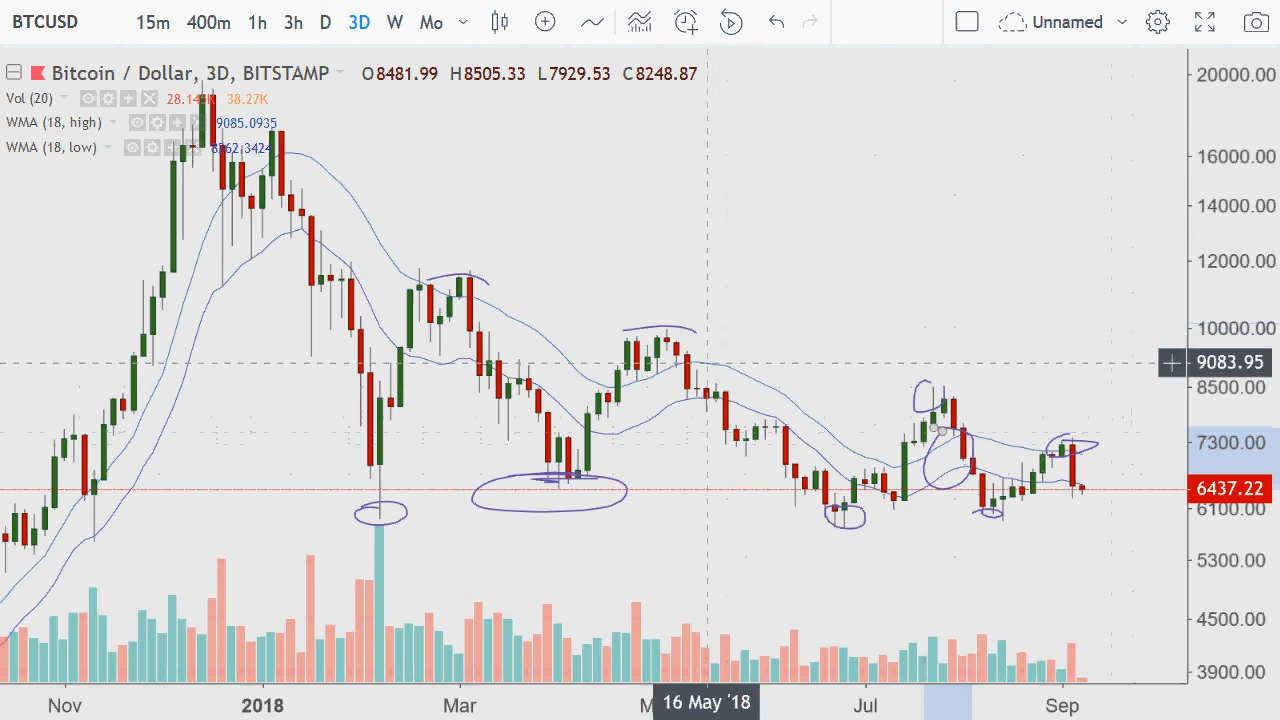 BTCUSD 15m 400m 1h 3h D 3D W Mo Unnamed
Bitcoin / Dollar, 3D, BITSTAMP O8481.99 H8505.33 L7929.53 C8248.87
Vol (20) 38.27K
WMA (18, high) 9085.0935
WMA (18, low)
20000.00
16000.00
14000.00
12000.00
10000.00
9083.95
8500.00
7300.00
6437.22
6100.00
5300.00
4500.00
3900.00
Nov 2018 Mar 16 May '18 Jul Sep